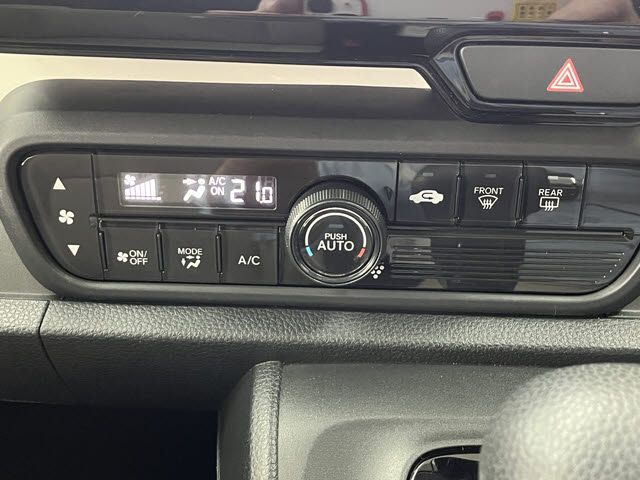 A/C
ON
21.0
ON/
OFF
MODE
A/C
PUSH
AUTO
FRONT
REAR